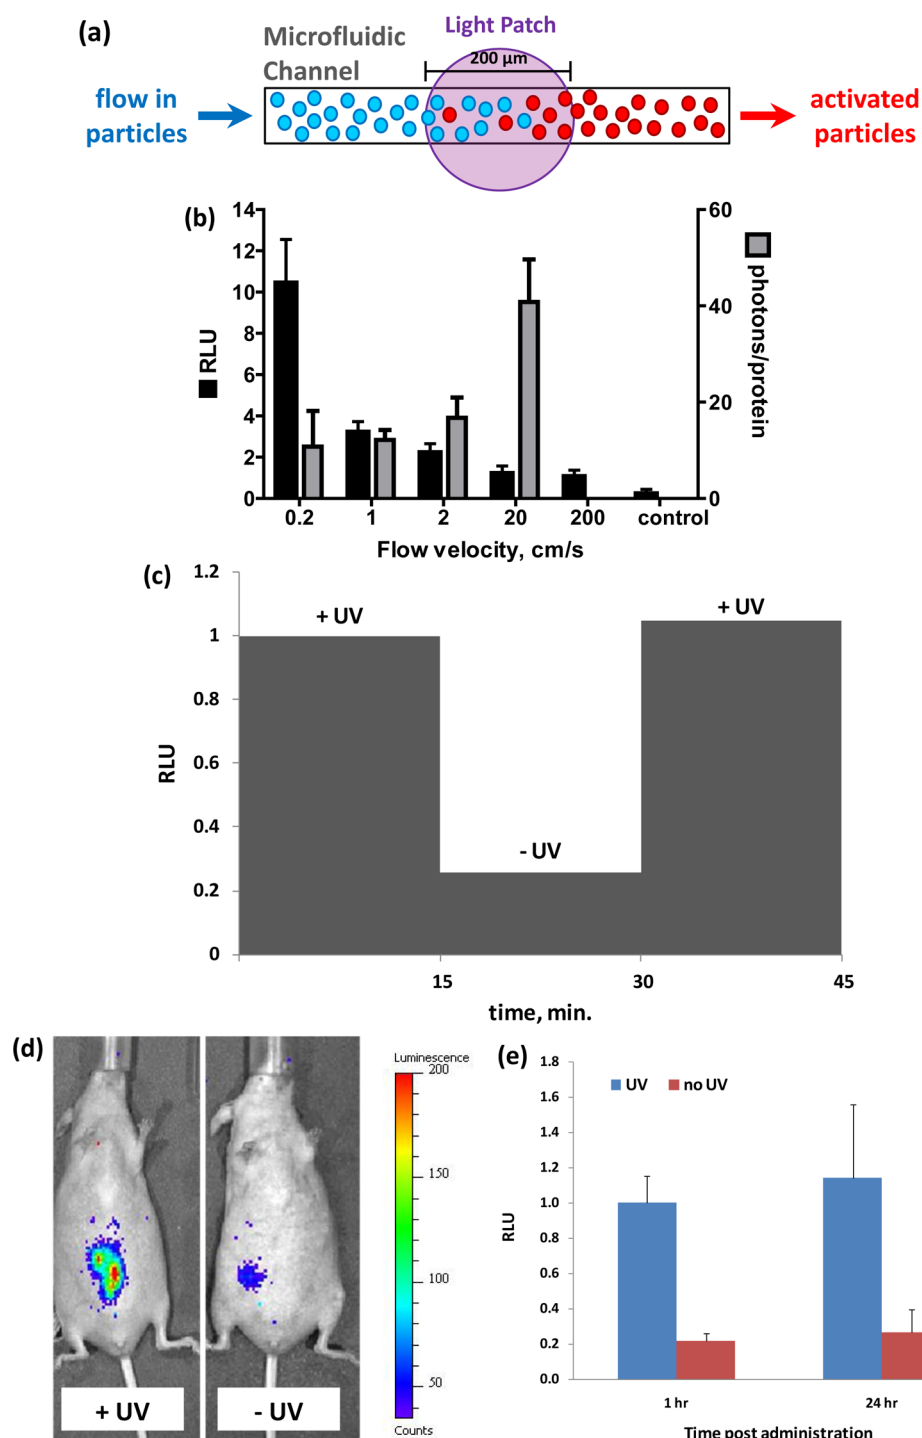 (a)
Light Patch
Microfluidic
Channel
200 μm
flow in
particles
activated
particles
(b)
14
12
10
8
6
4
2
0
RLU
60
40
20
0
photons/protein
0.2 1 2 20 200 control
Flow velocity, cm/s
(c)
1.2
1
0.8
0.6
0.4
0.2
0
RLU
+ UV
- UV
+ UV
15 30 45
time, min.
(d)
+ UV
- UV
Luminescence
200
150
100
50
Counts
(e)
1.8
1.6
1.4
1.2
1.0
0.8
0.6
0.4
0.2
0.0
RLU
UV no UV
1 hr 24 hr
Time post administration